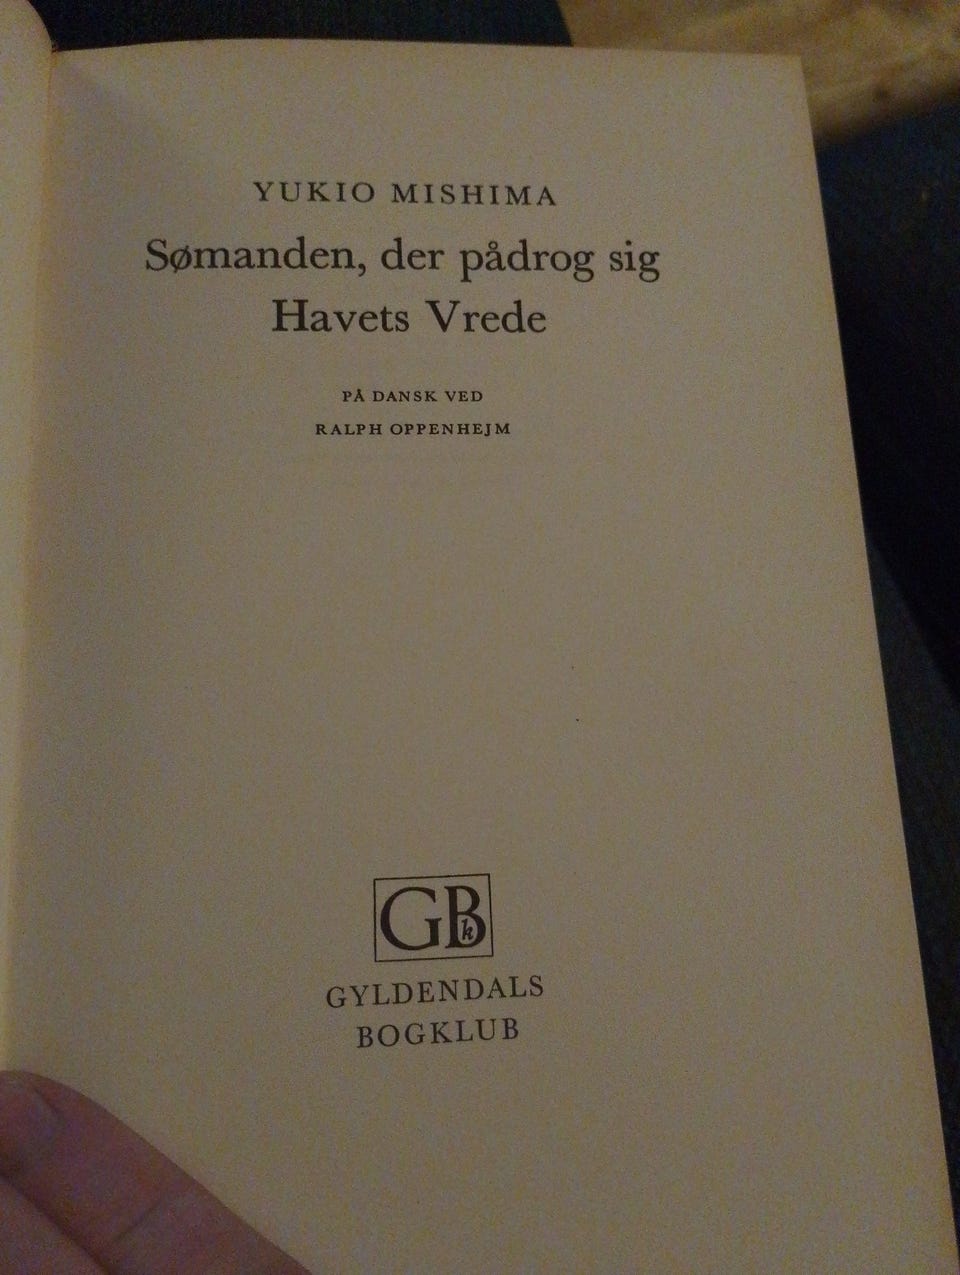 YUKIO MISHIMA
Sømanden, der pådrog sig
Havets Vrede
PÅ DANSK VED
RALPH OPPENHEJM
GBk
GYLDENDALS
BOGKLUB